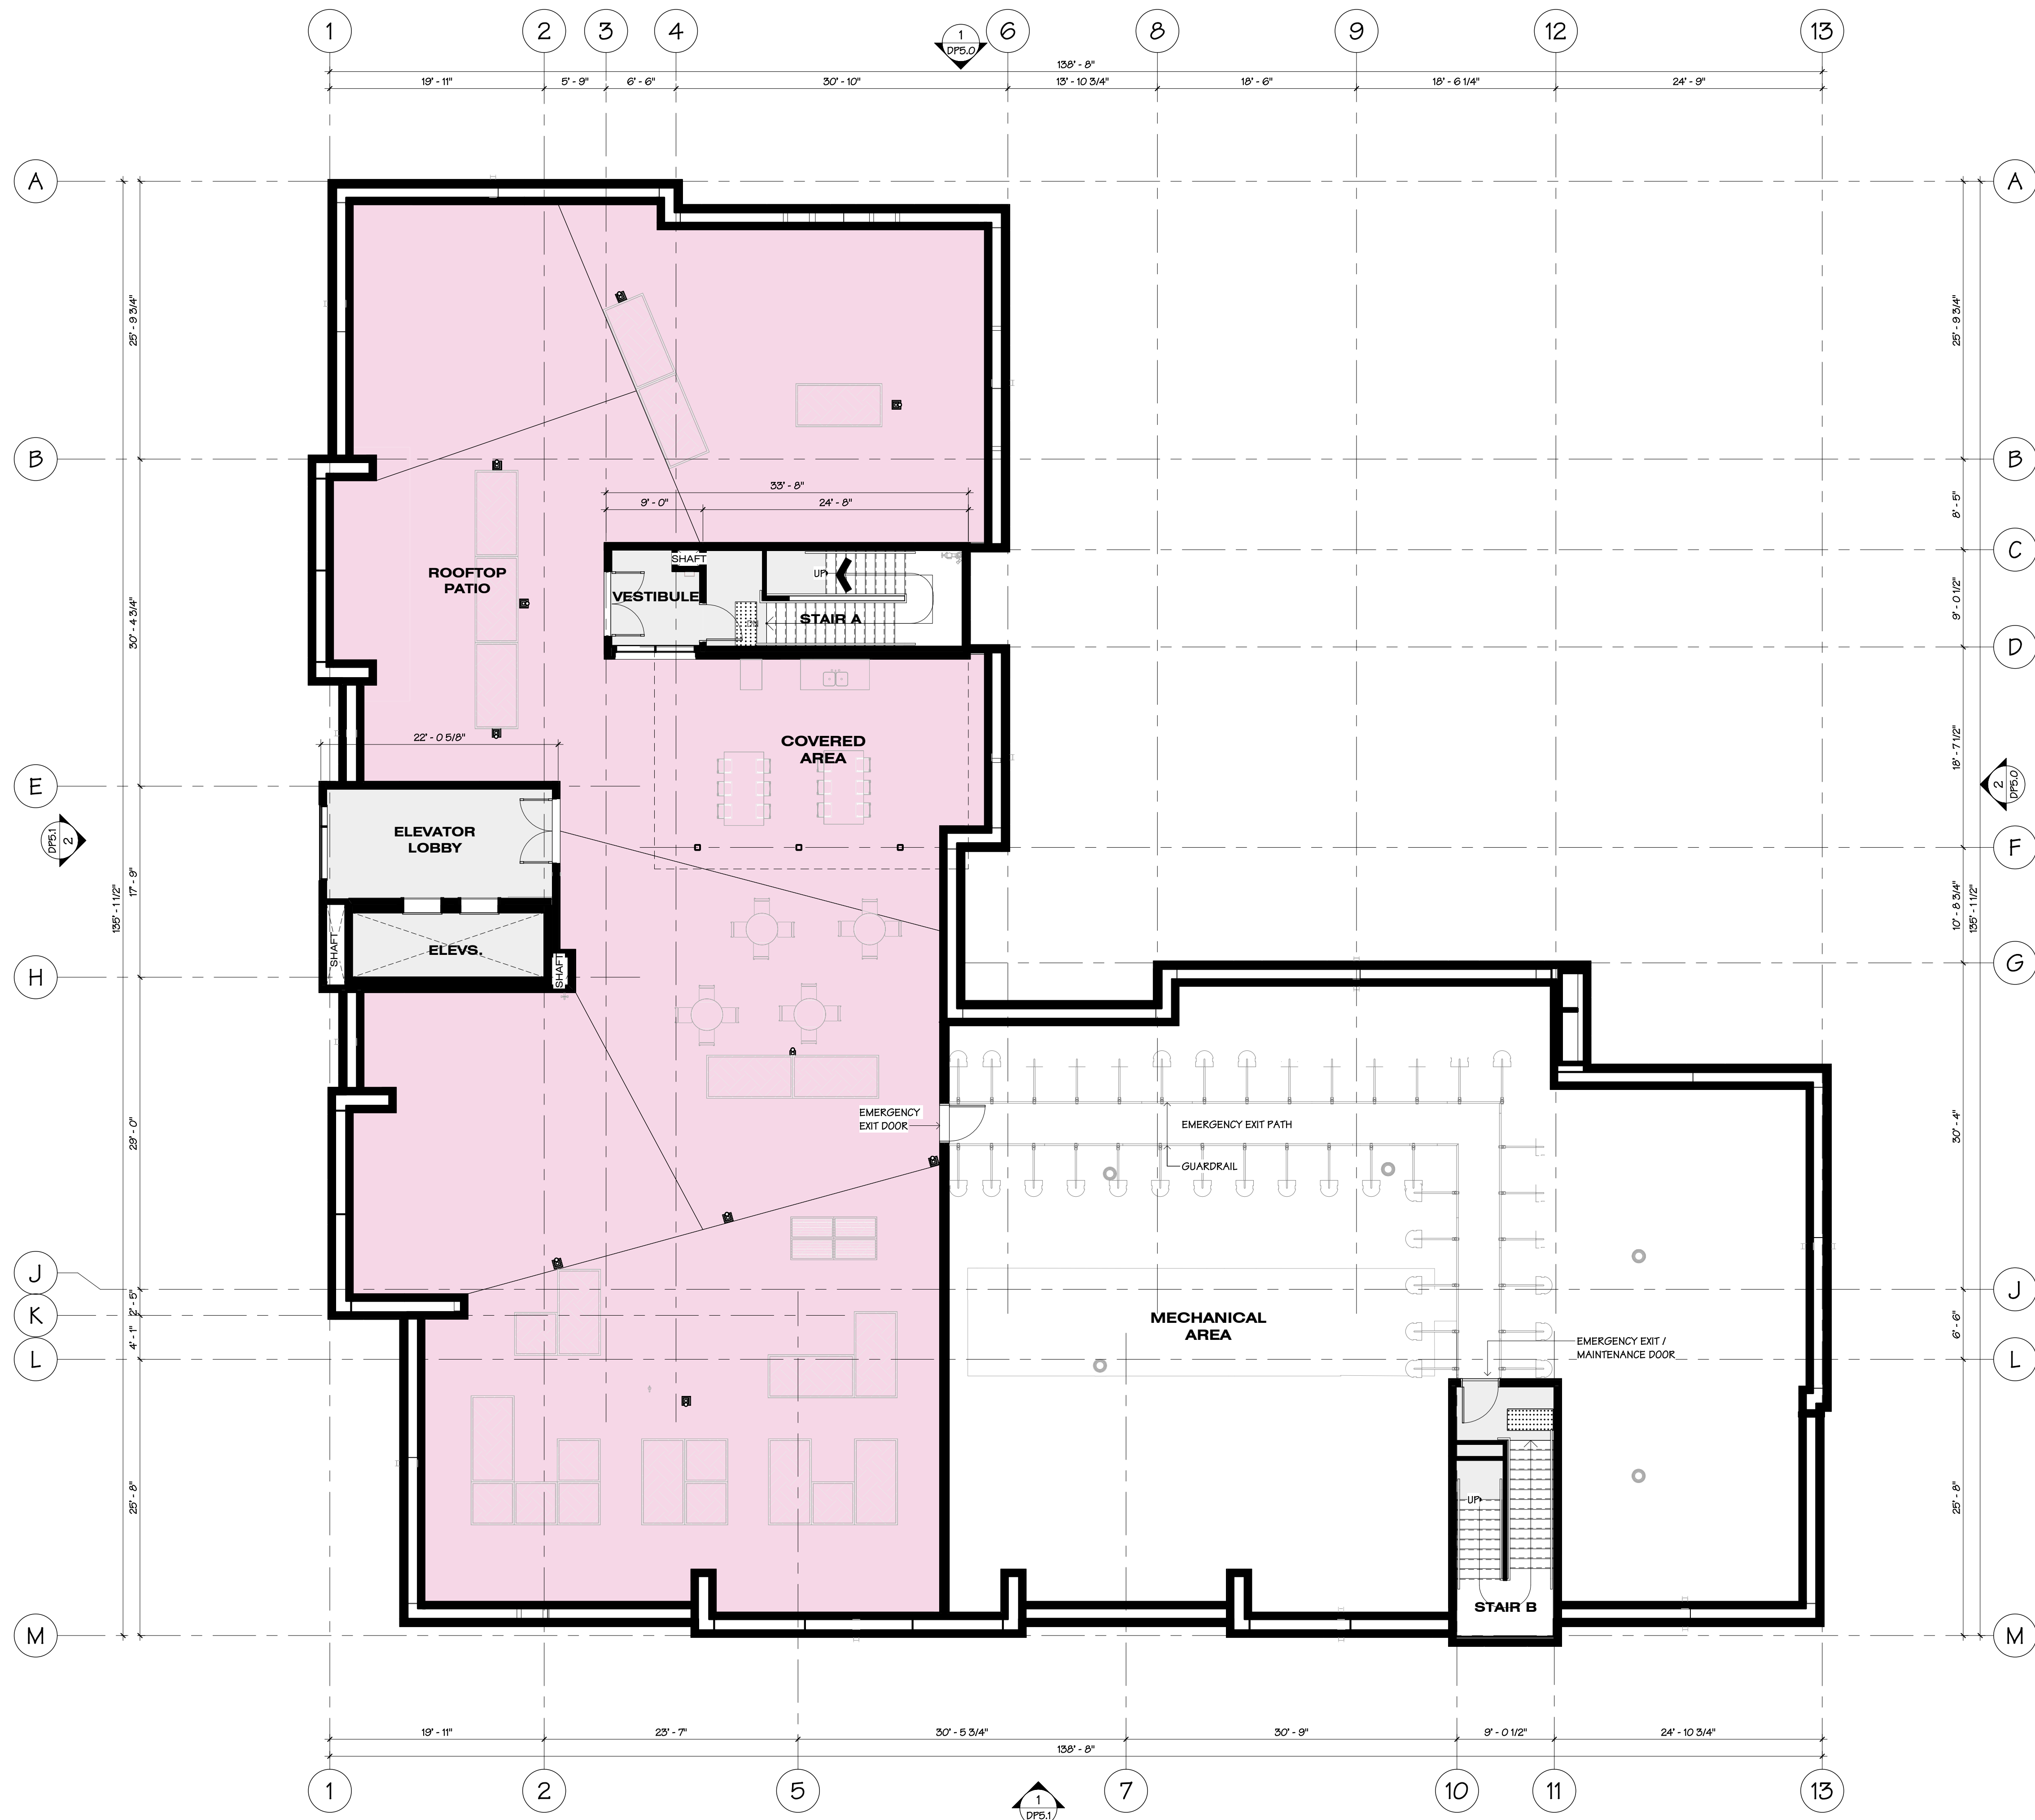 1
2
3
4
6
8
9
12
13
1
DP5.0
138' - 8"
19' - 11"
5' - 9"
6' - 6"
30' - 10"
13' - 10 3/4"
18' - 6"
18' - 6 1/4"
24' - 9"
A
A
25' - 9 3/4"
25' - 9 3/4"
B
B
33' - 8"
9' - 0"
24' - 8"
8' - 5"
C
C
SHAFT
UP
ROOFTOP
PATIO
VESTIBULE
STAIR A
30' - 4 3/4"
9' - 0 1/2"
D
D
22' - 0 5/8"
COVERED
AREA
18' - 7 1/2"
E
2
DP5.0
DP5.1
2
ELEVATOR
LOBBY
F
F
135' - 1 1/2"
17' - 9"
10' - 8 3/4"
135' - 1 1/2"
SHAFT
ELEVS.
SHAFT
H
G
EMERGENCY
EXIT DOOR
EMERGENCY EXIT PATH
GUARDRAIL
29' - 0"
30' - 4"
J
J
2' - 5"
K
4' - 1"
6' - 6"
MECHANICAL
AREA
EMERGENCY EXIT /
MAINTENANCE DOOR
L
L
25' - 8"
25' - 8"
UP
STAIR B
M
M
19' - 11"
23' - 7"
30' - 5 3/4"
30' - 9"
9' - 0 1/2"
24' - 10 3/4"
138' - 8"
1
2
5
7
10
11
13
1
DP5.1